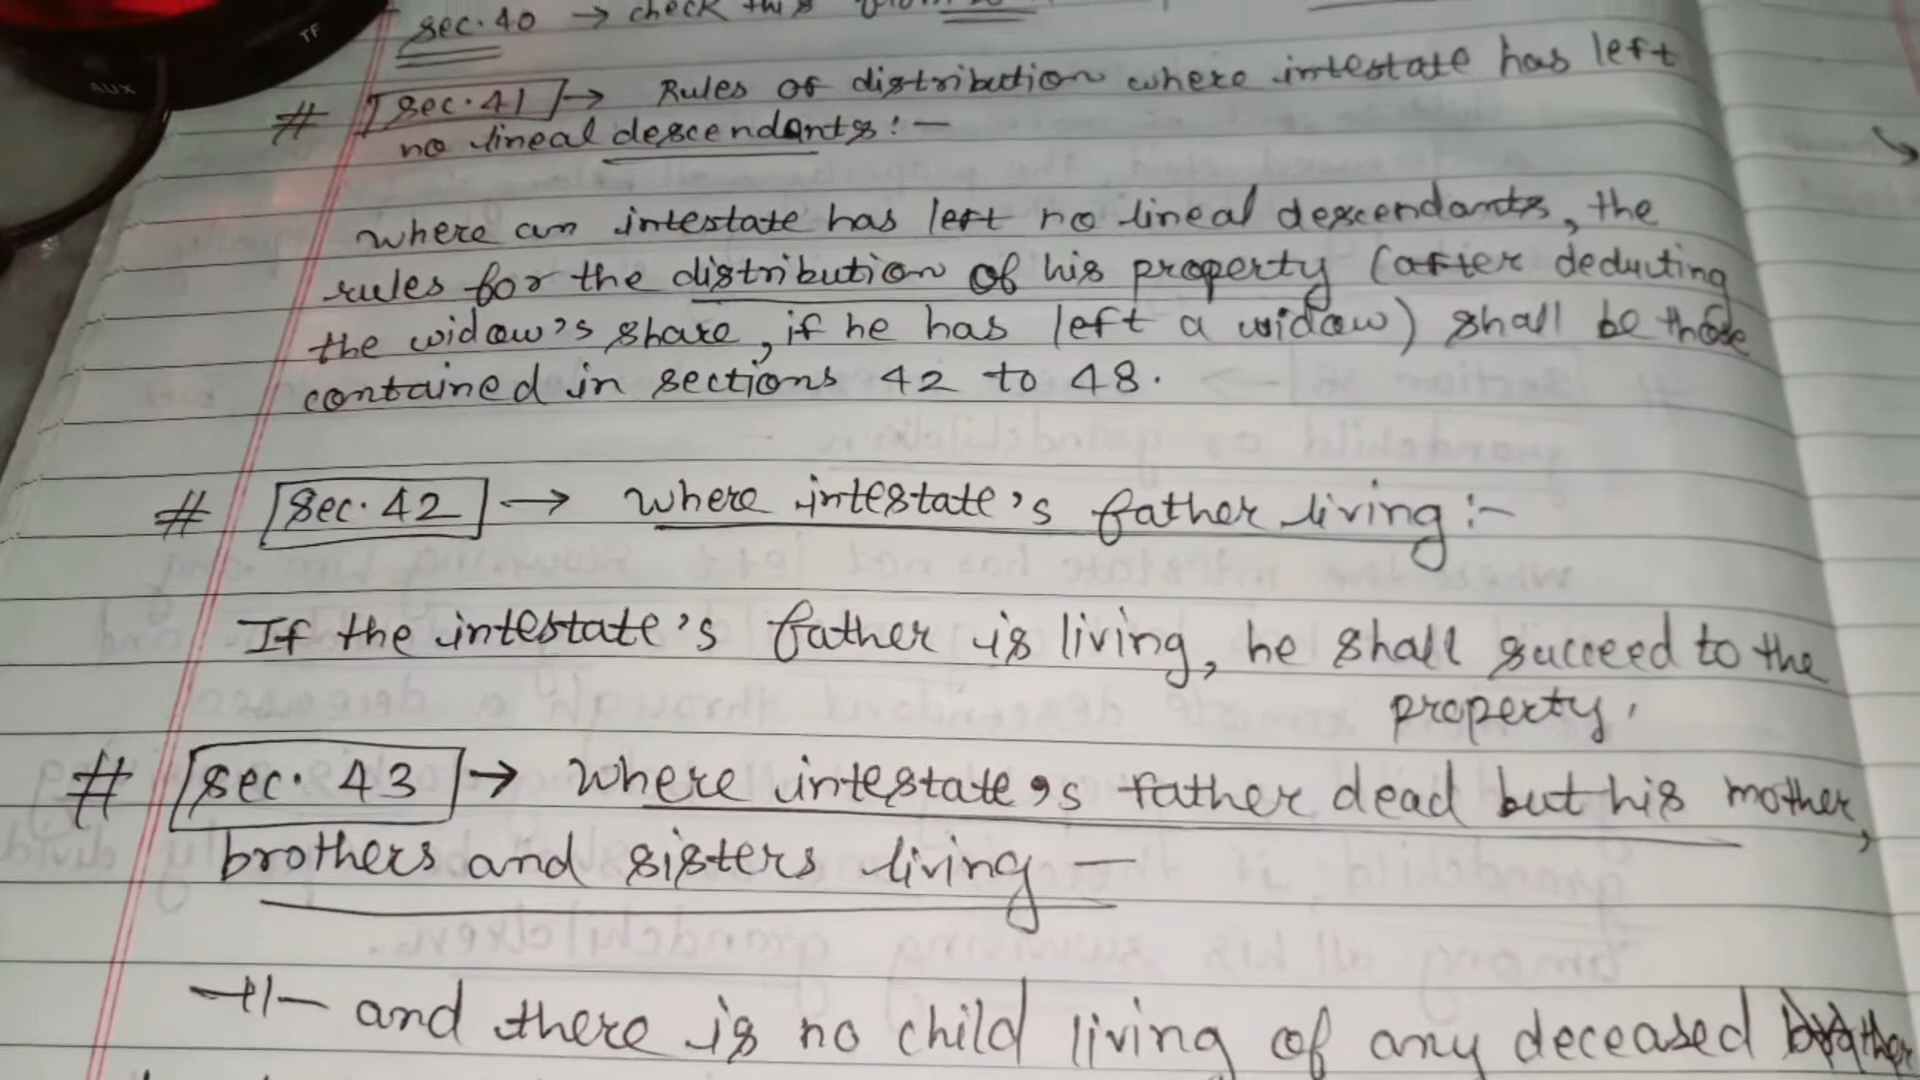 TF
AUX
sec. 40 → check this
# sec. 41 → Rules of distribution where intestate has left
no lineal descendants :—
where an intestate has left no lineal descendants, the
rules for the distribution of his property (after deducting
the widow's share, if he has left a widow) shall be those
contained in sections 42 to 48.
# sec. 42 → where intestate's father living :-
If the intestate's father is living, he shall succeed to the
property.
# sec. 43 → where intestate's father dead but his mother,
brothers and sisters living —
—11— and there is no child living of any deceased brother